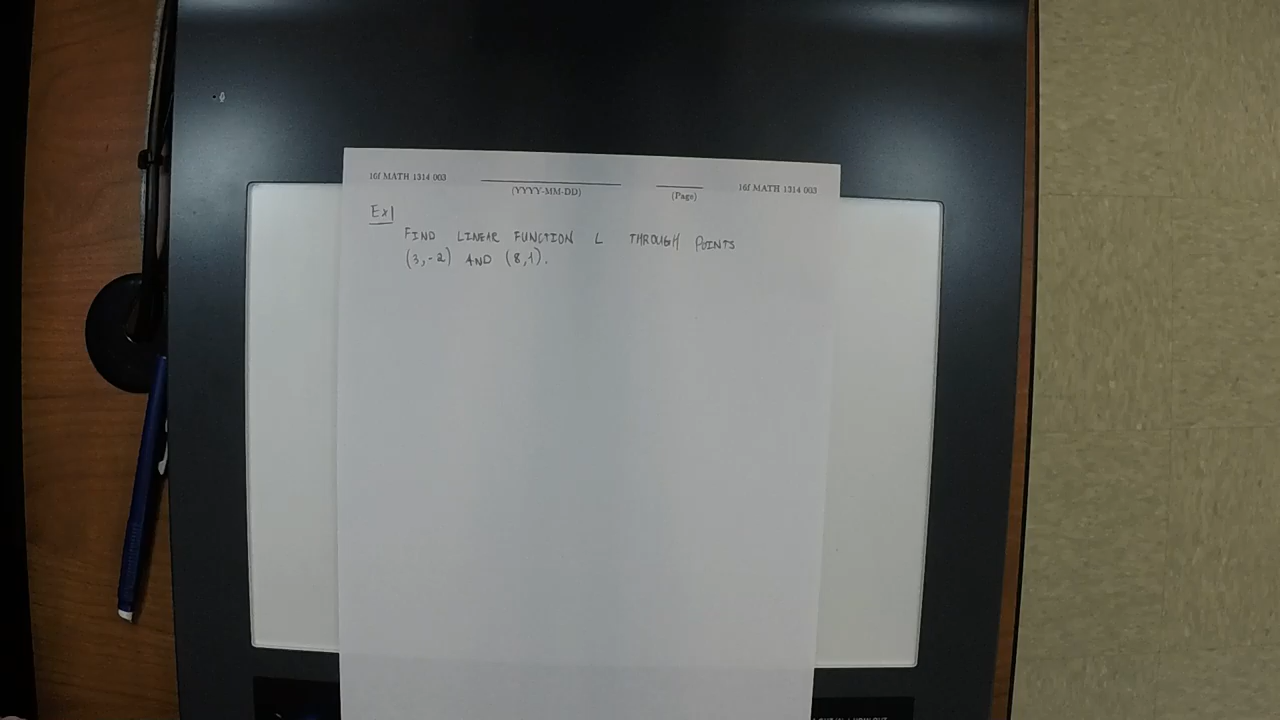 16f MATH 1314 003
(YYYY-MM-DD)
(Page)
16f MATH 1314 003
Ex1
FIND LINEAR FUNCTION L THROUGH POINTS
(3,-2) AND (8,1).